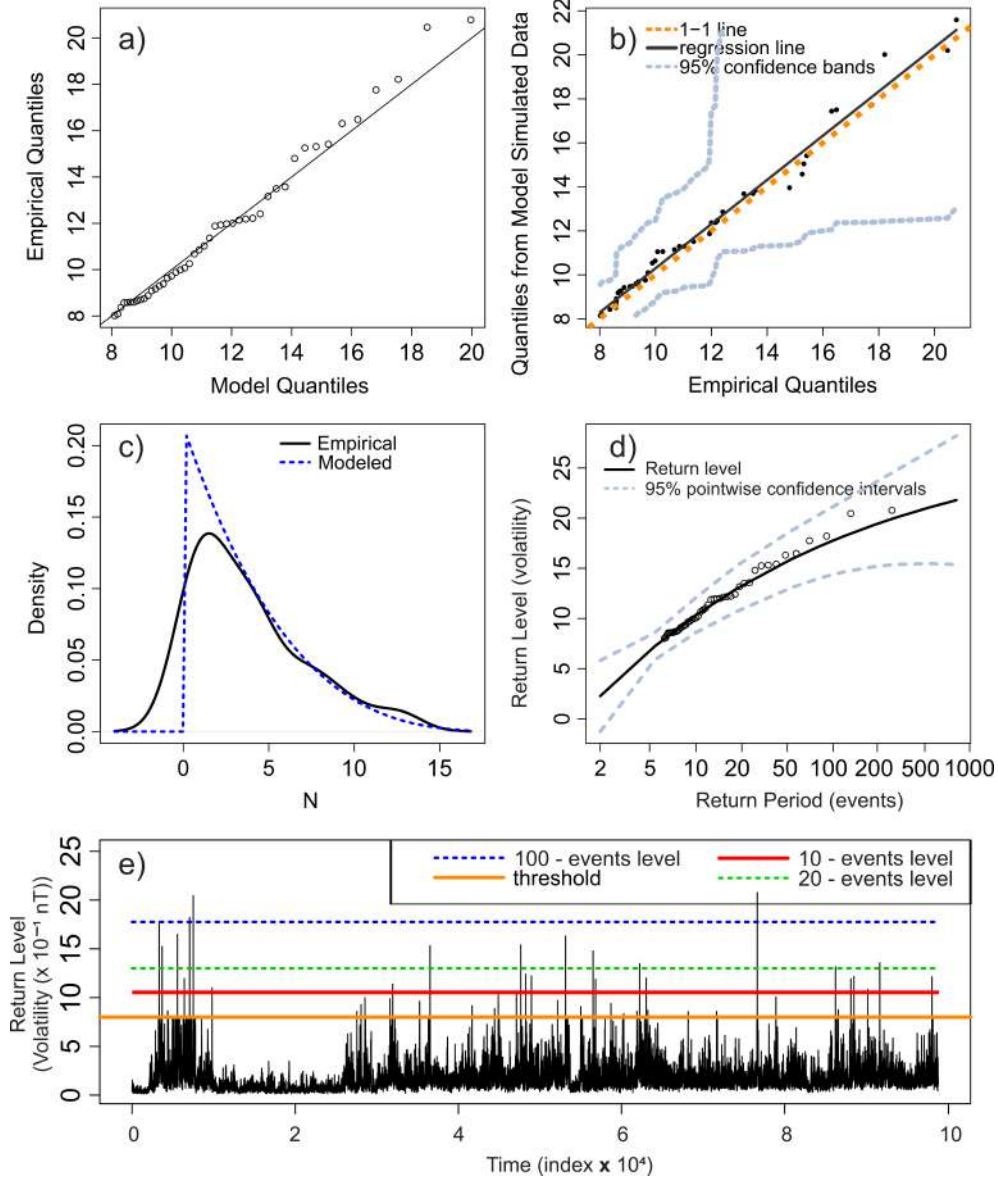 a)
Empirical Quantiles
8 10 12 14 16 18 20
8 10 12 14 16 18 20
Model Quantiles
b)
1−1 line
regression line
95% confidence bands
Quantiles from Model Simulated Data
8 10 12 14 16 18 20 22
8 10 12 14 16 18 20
Empirical Quantiles
c)
Empirical
Modeled
Density
0.00 0.05 0.10 0.15 0.20
0 5 10 15
N
d)
Return level
95% pointwise confidence intervals
Return Level (volatility)
0 5 10 15 20 25
2 5 10 20 50 100 200 500 1000
Return Period (events)
e)
100 - events level
10 - events level
threshold
20 - events level
Return Level
(Volatility (x 10⁻¹ nT))
0 5 10 15 20 25
0 2 4 6 8 10
Time (index x 10⁴)